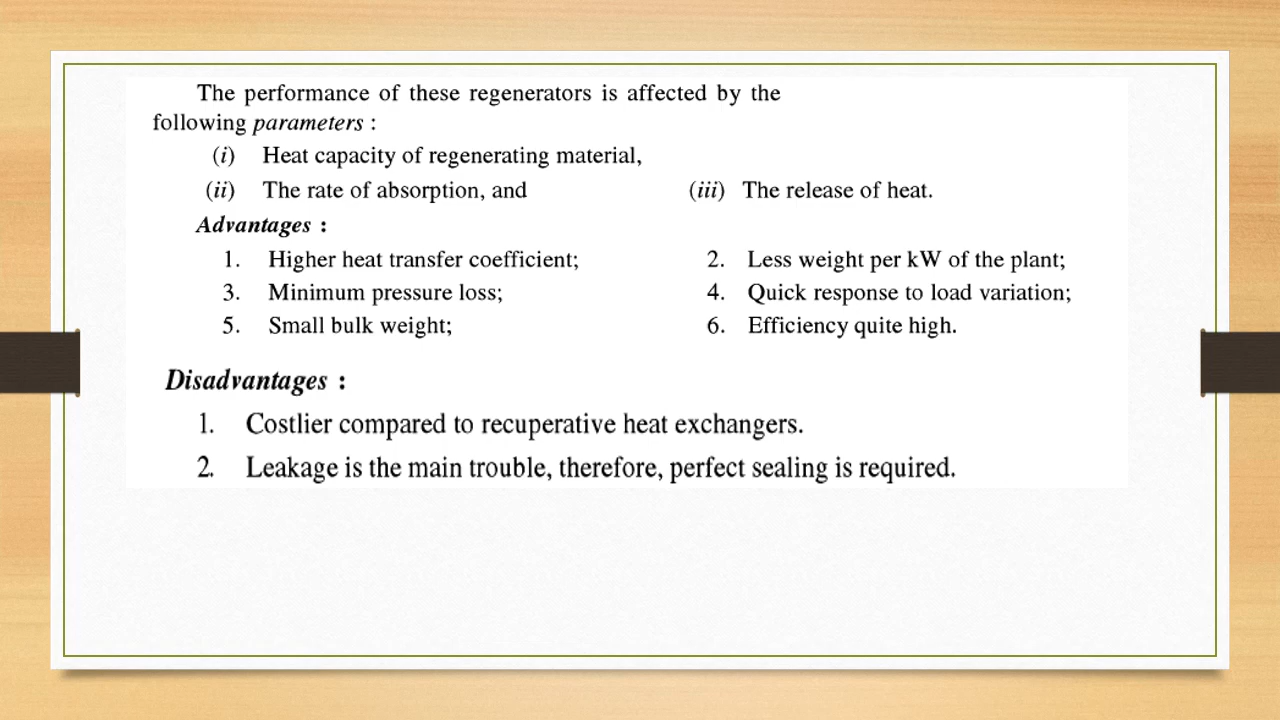 The performance of these regenerators is affected by the
following parameters :
(i) Heat capacity of regenerating material,
(ii) The rate of absorption, and (iii) The release of heat.
Advantages :
1. Higher heat transfer coefficient; 2. Less weight per kW of the plant;
3. Minimum pressure loss; 4. Quick response to load variation;
5. Small bulk weight; 6. Efficiency quite high.
Disadvantages :
1. Costlier compared to recuperative heat exchangers.
2. Leakage is the main trouble, therefore, perfect sealing is required.